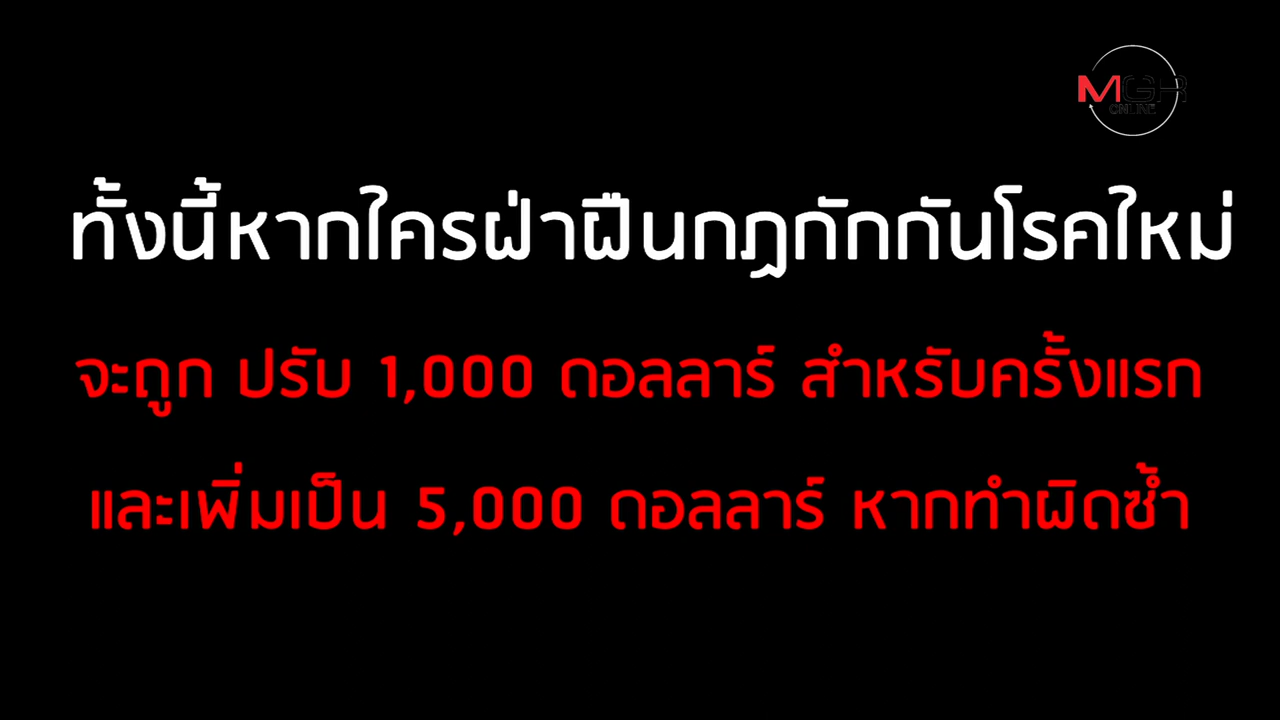 MGR
ONLINE
ทั้งนี้หากใครฝ่าฝืนกฎกักกันโรคใหม่
จะถูก ปรับ 1,000 ดอลลาร์ สำหรับครั้งแรก
และเพิ่มเป็น 5,000 ดอลลาร์ หากทำผิดซ้ำ